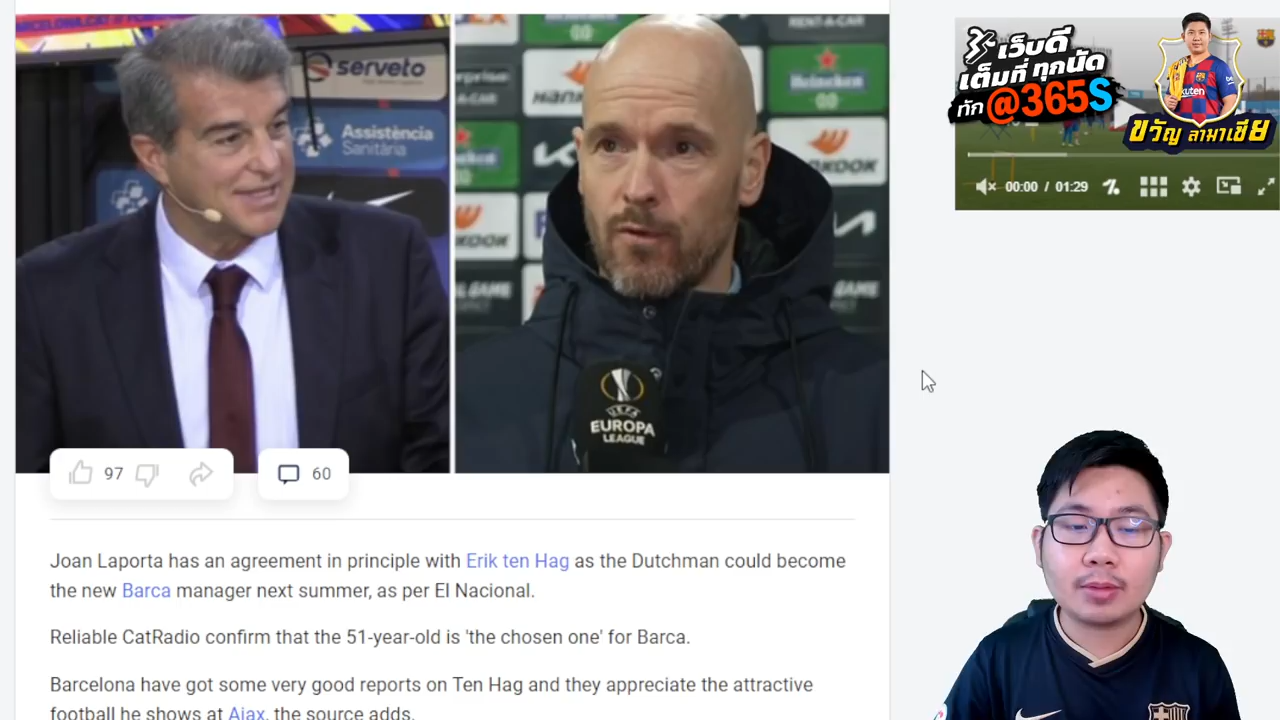 serveto
Assistència
Sanitària
Heineken
HANKOOK
RENT-A-CAR
UEFA
EUROPA
LEAGUE
เว็บดี
เต็มที่ ทุกนัด
ทัก @365S
ขวัญ ลามาเซีย
00:00 / 01:29
97
60
Joan Laporta has an agreement in principle with Erik ten Hag as the Dutchman could become
the new Barca manager next summer, as per El Nacional.
Reliable CatRadio confirm that the 51-year-old is 'the chosen one' for Barca.
Barcelona have got some very good reports on Ten Hag and they appreciate the attractive
football he shows at Ajax, the source adds.